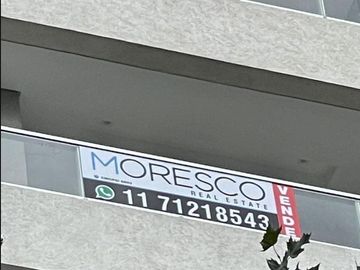 MORESCO
REAL ESTATE
11 71218543
VENDE